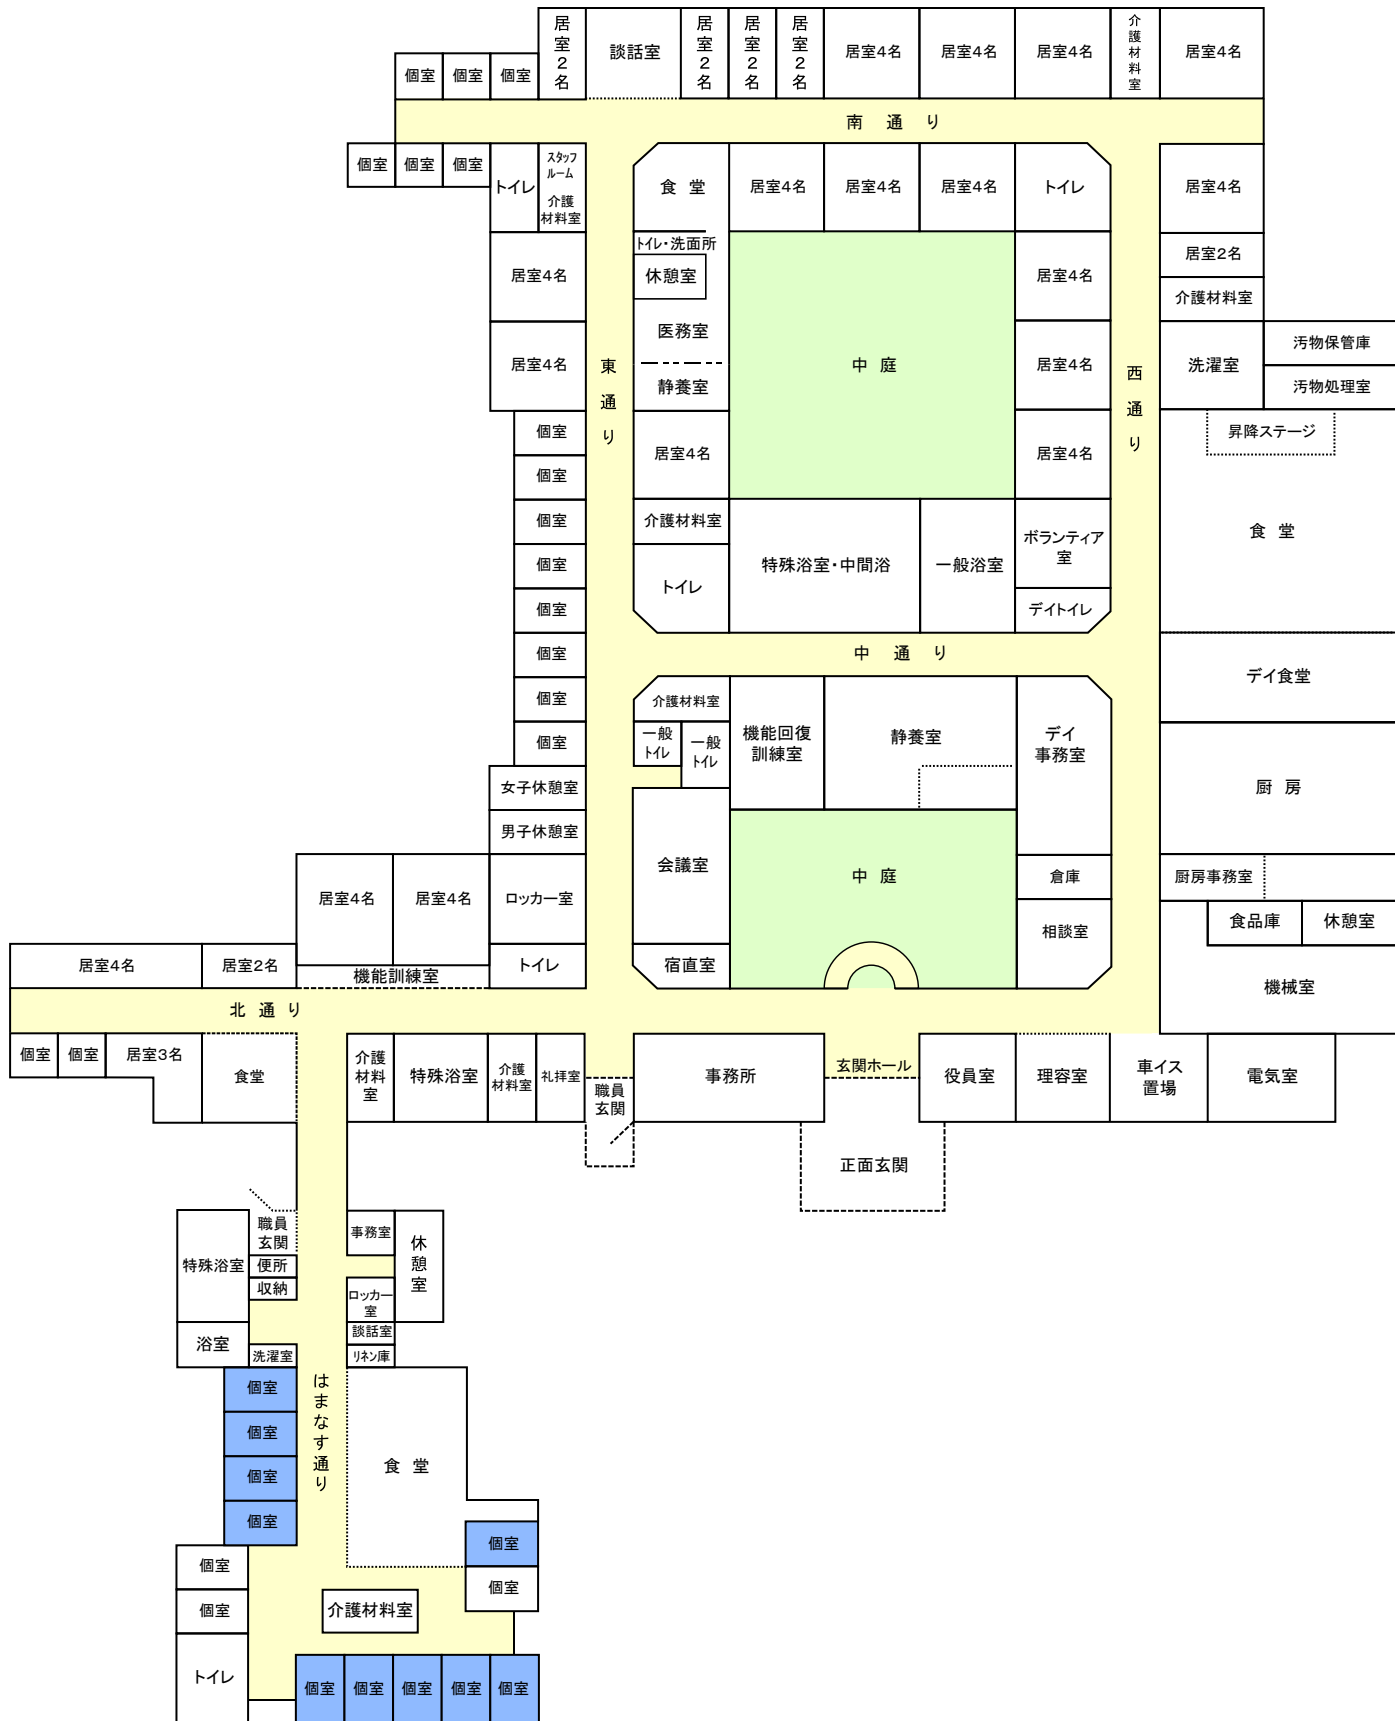 居室2名
談話室
居室2名
居室2名
居室2名
居室4名
居室4名
居室4名
介護材料室
居室4名
個室
個室
個室
南通り
個室
個室
個室
トイレ
スタッフ
ルーム
介護
材料室
食堂
居室4名
居室4名
居室4名
トイレ
居室4名
居室4名
トイレ・洗面所
休憩室
居室4名
居室2名
介護材料室
医務室
居室4名
東通り
中庭
居室4名
西通り
洗濯室
汚物保管庫
汚物処理室
静養室
個室
居室4名
居室4名
昇降ステージ
個室
個室
介護材料室
特殊浴室・中間浴
一般浴室
ボランティア
室
食堂
個室
トイレ
個室
デイトイレ
個室
中通り
デイ食堂
個室
介護材料室
一般
トイレ
一般
トイレ
機能回復
訓練室
静養室
デイ
事務室
個室
女子休憩室
厨房
男子休憩室
会議室
中庭
倉庫
厨房事務室
居室4名
居室4名
ロッカー室
相談室
食品庫
休憩室
居室4名
居室2名
機能訓練室
トイレ
宿直室
機械室
北通り
個室
個室
居室3名
食堂
介護
材料
室
特殊浴室
介護
材料室
礼拝室
職員
玄関
事務所
玄関ホール
役員室
理容室
車イス
置場
電気室
正面玄関
職員
玄関
特殊浴室
便所
収納
事務室
休憩室
ロッカー
室
談話室
リネン庫
浴室
洗濯室
はまなす通り
個室
個室
個室
個室
食堂
個室
個室
個室
個室
介護材料室
トイレ
個室
個室
個室
個室
個室